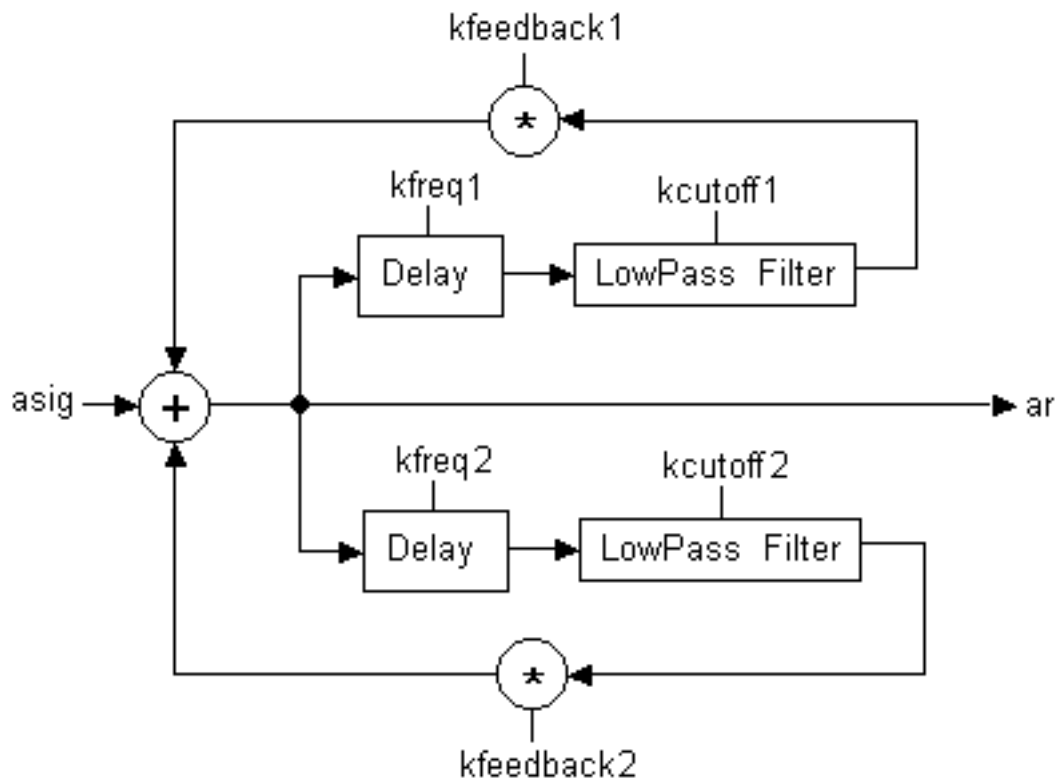 kfeedback1
*
kfreq1
kcutoff1
Delay
LowPass Filter
asig
+
ar
kfreq2
kcutoff2
Delay
LowPass Filter
*
kfeedback2